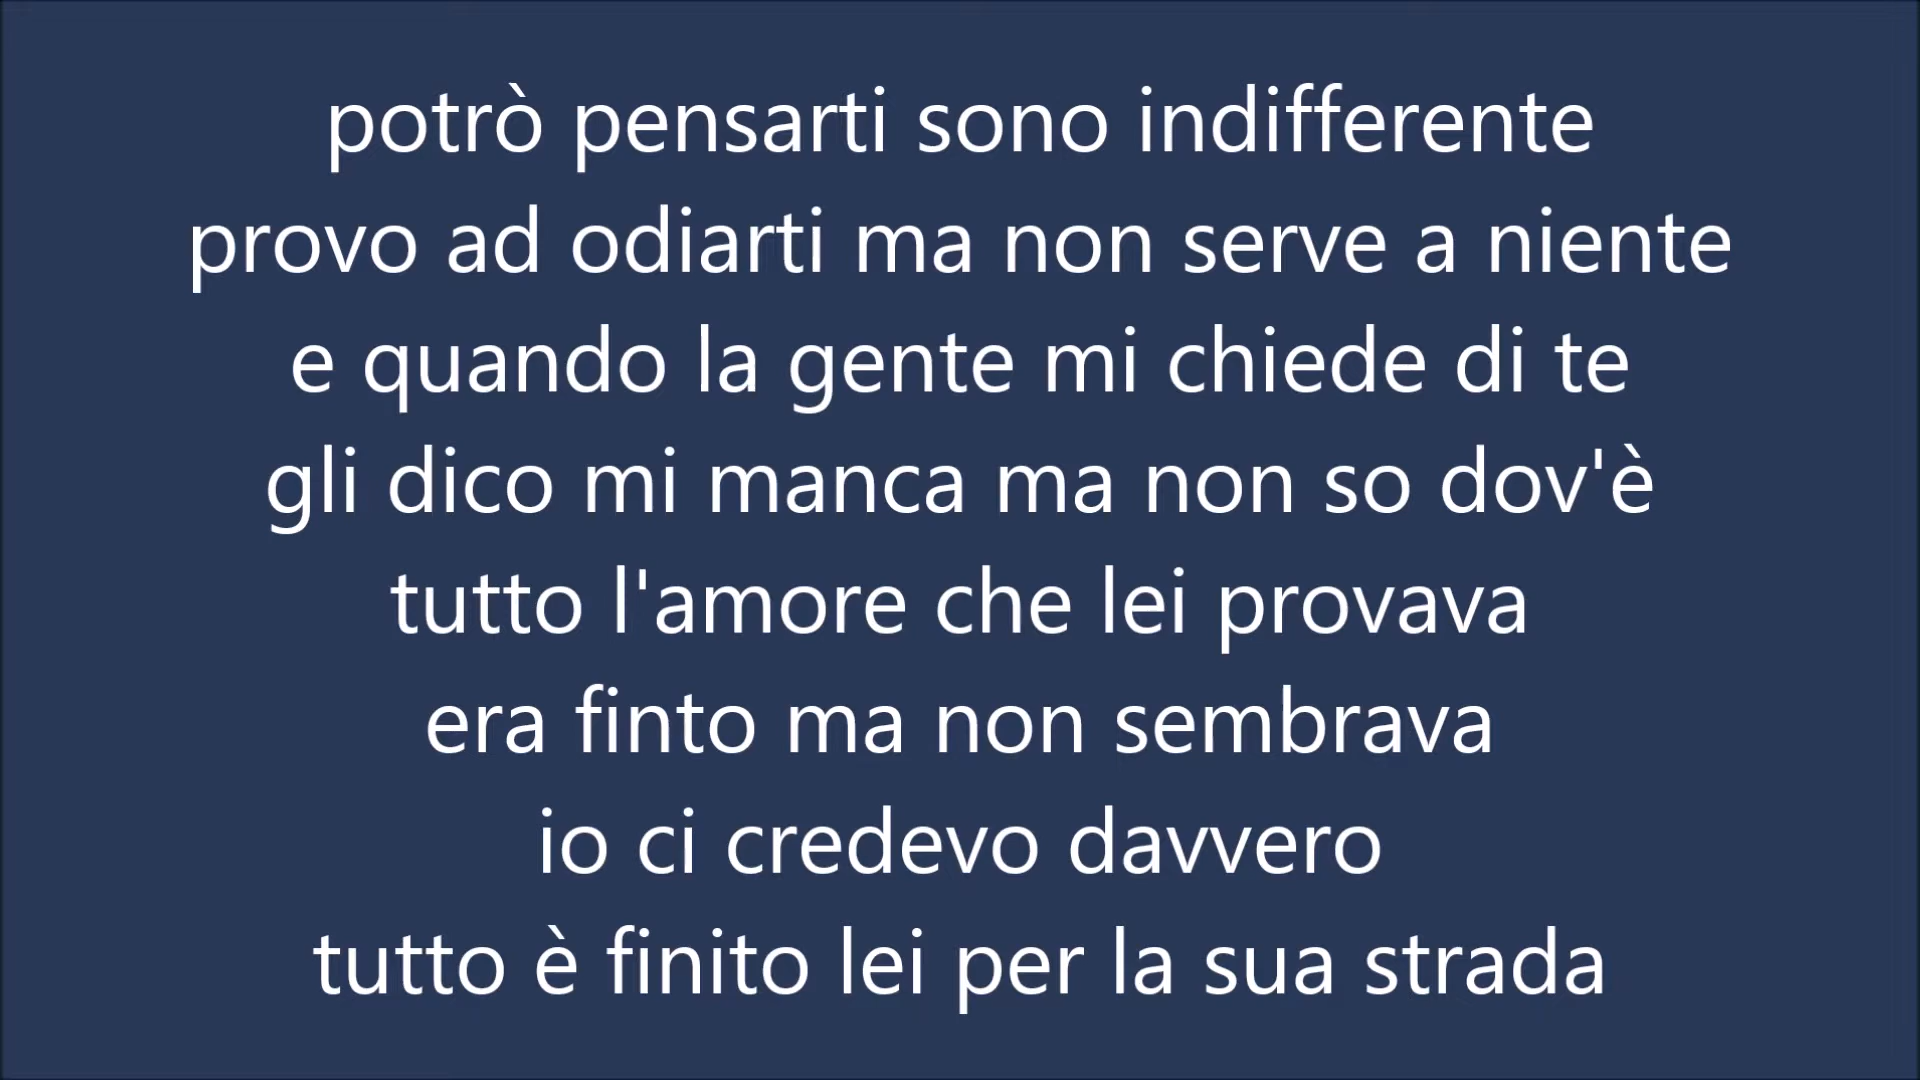 potrò pensarti sono indifferente
provo ad odiarti ma non serve a niente
e quando la gente mi chiede di te
gli dico mi manca ma non so dov'è
tutto l'amore che lei provava
era finto ma non sembrava
io ci credevo davvero
tutto è finito lei per la sua strada